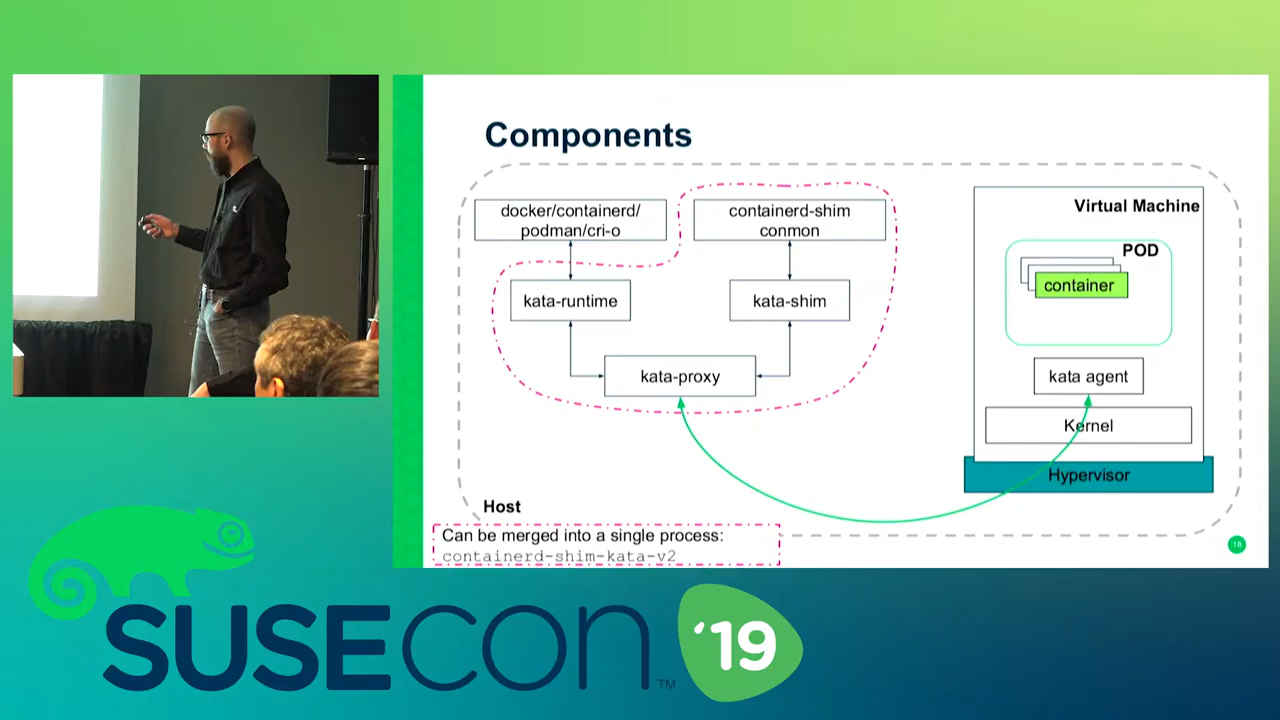 Components
docker/containerd/
podman/cri-o
containerd-shim
conmon
kata-runtime
kata-shim
kata-proxy
Virtual Machine
POD
container
kata agent
Kernel
Hypervisor
Host
Can be merged into a single process:
containerd-shim-kata-v2
18
SUSECON™ '19